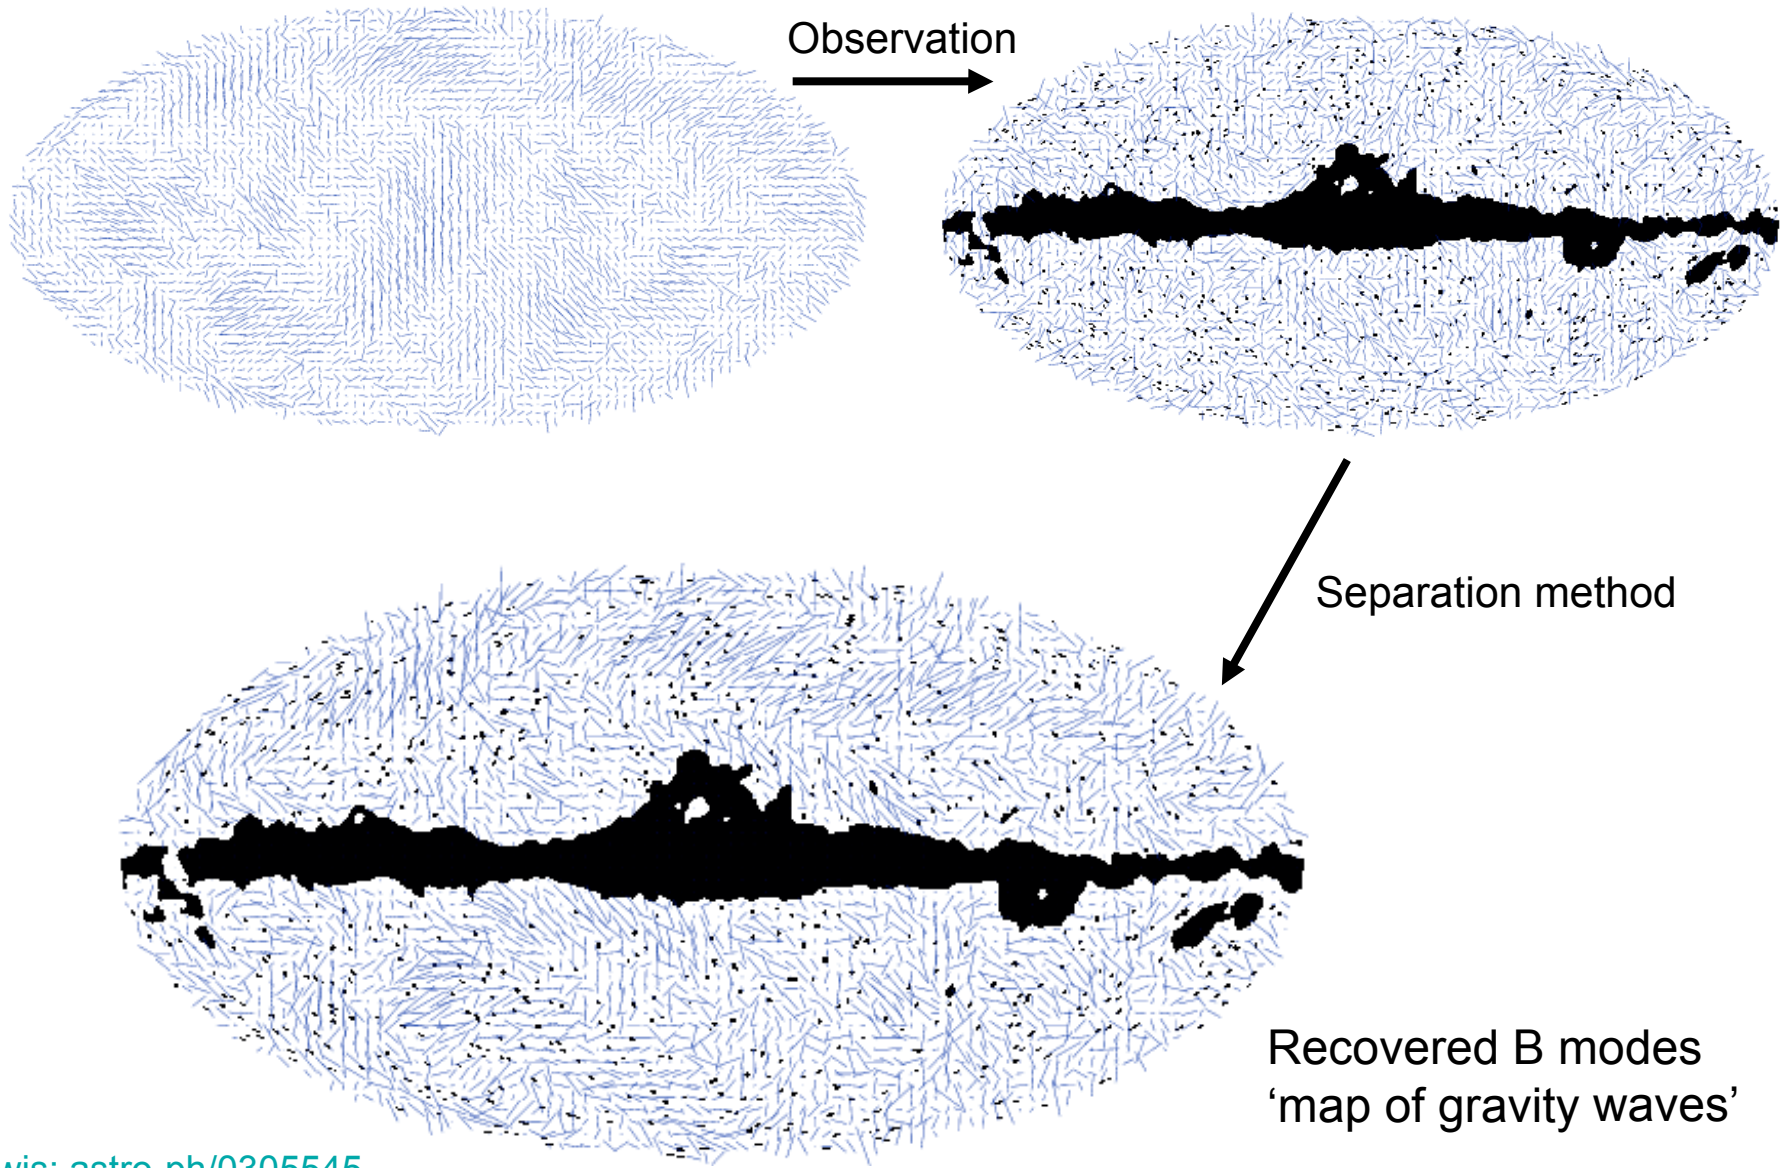 Observation
Separation method
Recovered B modes
‘map of gravity waves’
astro-ph/0305545